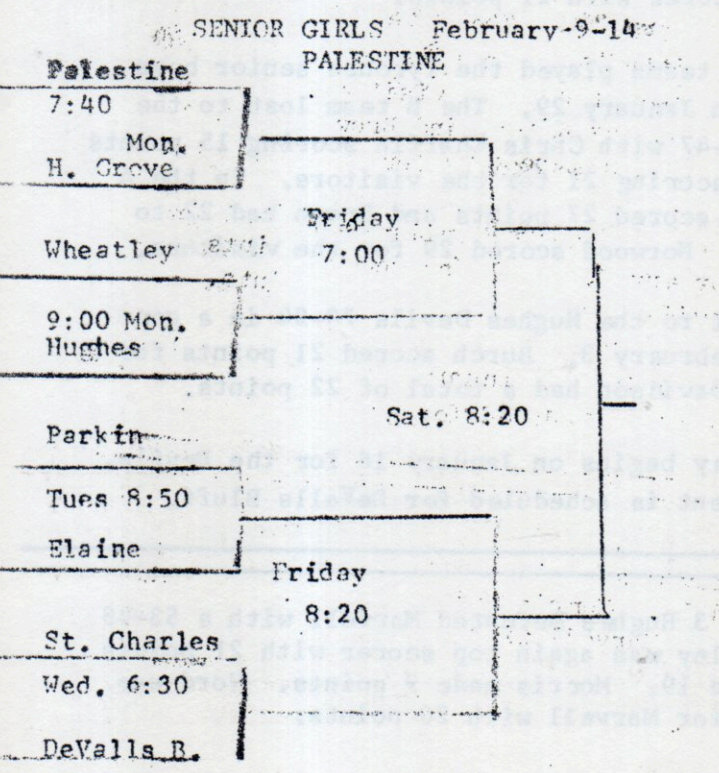 SENIOR GIRLS February-9-14
PALESTINE
Palestine
7:40
Mon.
H. Grove
Friday
7:00
Wheatley
9:00 Mon.
Hughes
Sat. 8:20
Parkin
Tues 8:50
Elaine
Friday
8:20
St. Charles
Wed. 6:30
DeValls B.